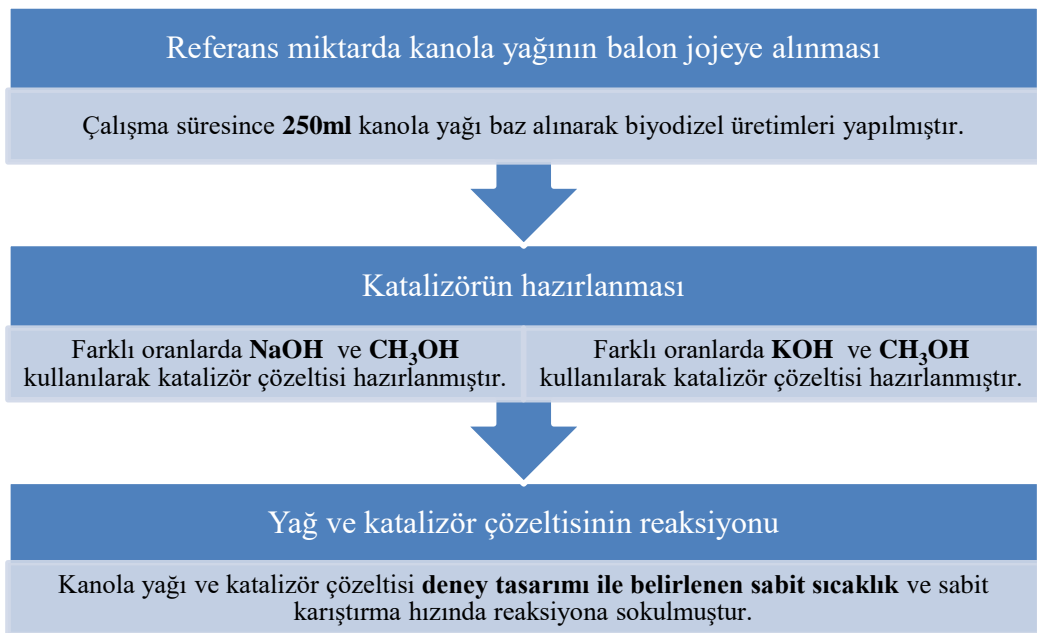 Referans miktarda kanola yağının balon jojeye alınması
Çalışma süresince 250ml kanola yağı baz alınarak biyodizel üretimleri yapılmıştır.
Katalizörün hazırlanması
Farklı oranlarda NaOH ve CH₃OH
kullanılarak katalizör çözeltisi hazırlanmıştır.
Farklı oranlarda KOH ve CH₃OH
kullanılarak katalizör çözeltisi hazırlanmıştır.
Yağ ve katalizör çözeltisinin reaksiyonu
Kanola yağı ve katalizör çözeltisi deney tasarımı ile belirlenen sabit sıcaklık ve sabit
karıştırma hızında reaksiyona sokulmuştur.